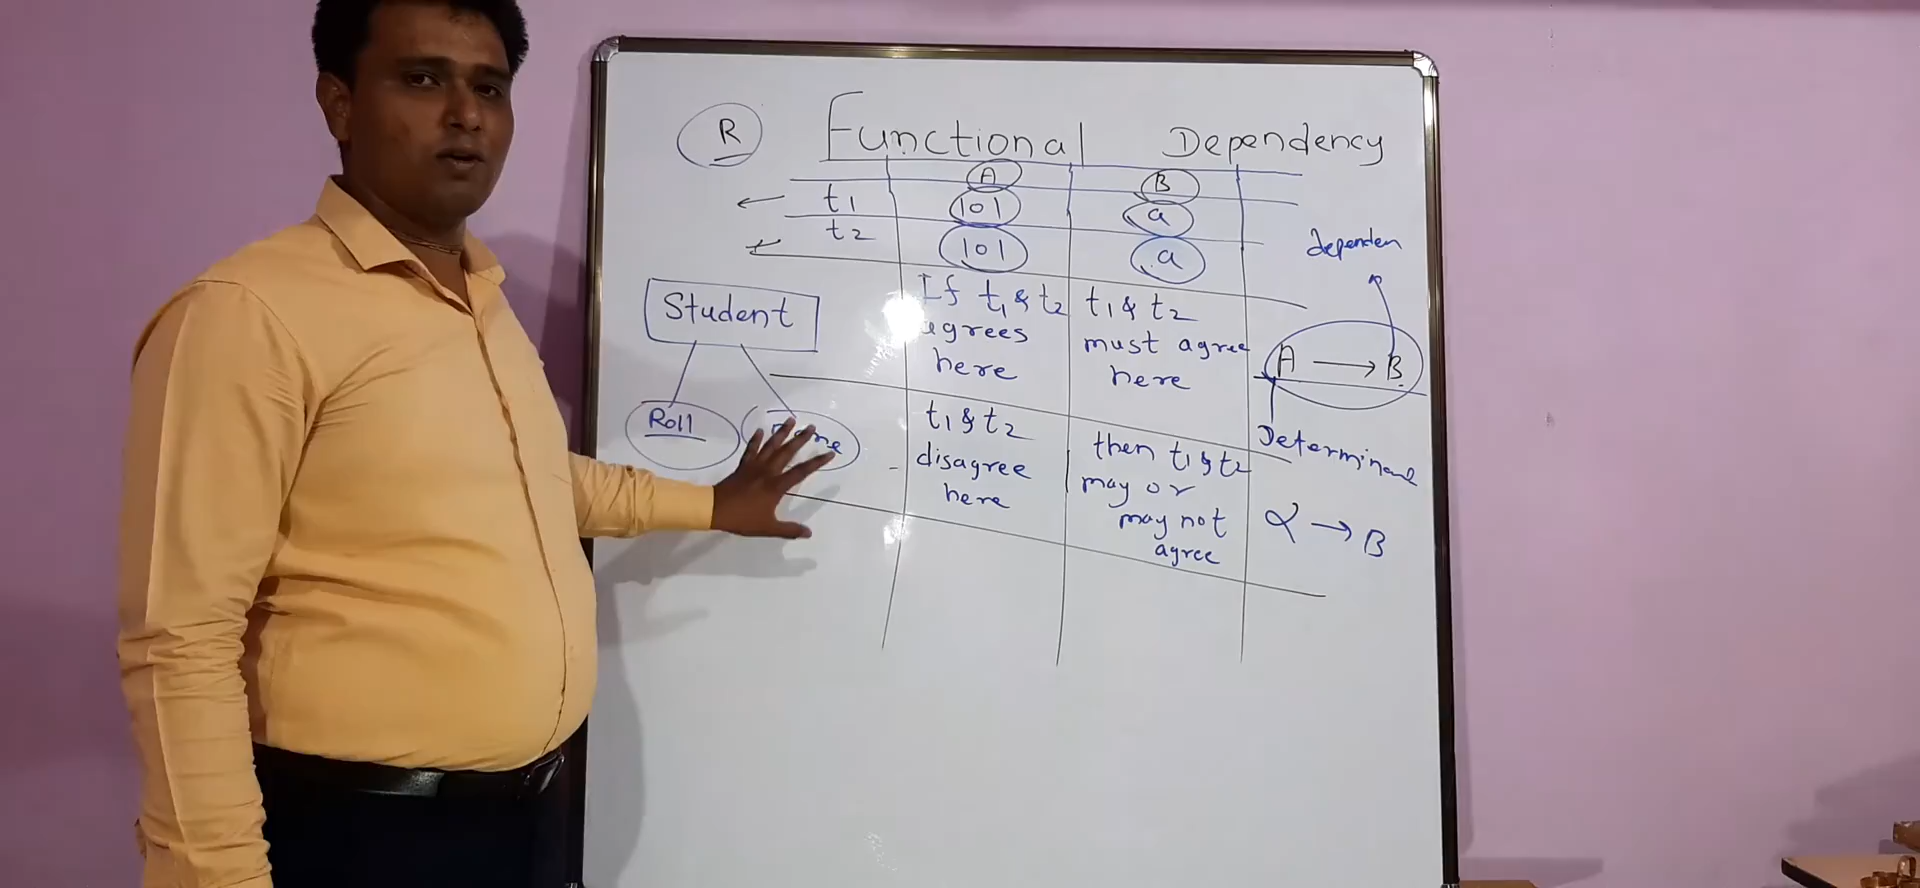 R
Functional Dependency
A B
t1 101 a
t2 101 a
dependen
Student
Roll
If t1 & t2
agrees
here
t1 & t2
must agree
here
A → B
t1 & t2
disagree
here
then t1 & t2
may or
may not
agree
Determinant
α → B